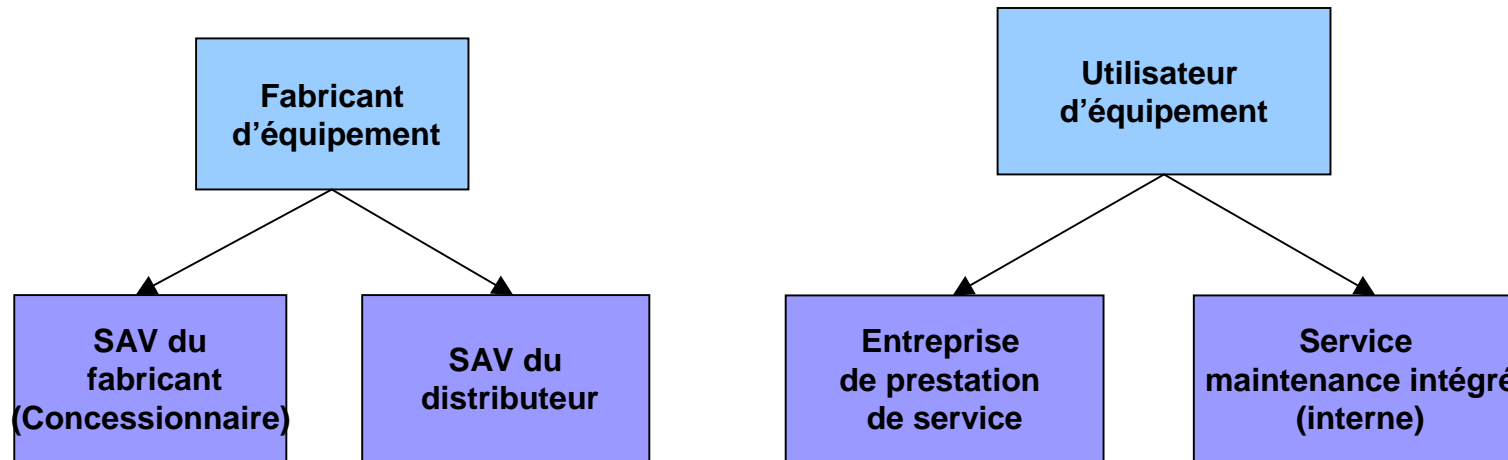 Fabricant
d’équipement
Utilisateur
d’équipement
SAV du
fabricant
(Concessionnaire)
SAV du
distributeur
Entreprise
de prestation
de service
Service
maintenance intégré
(interne)